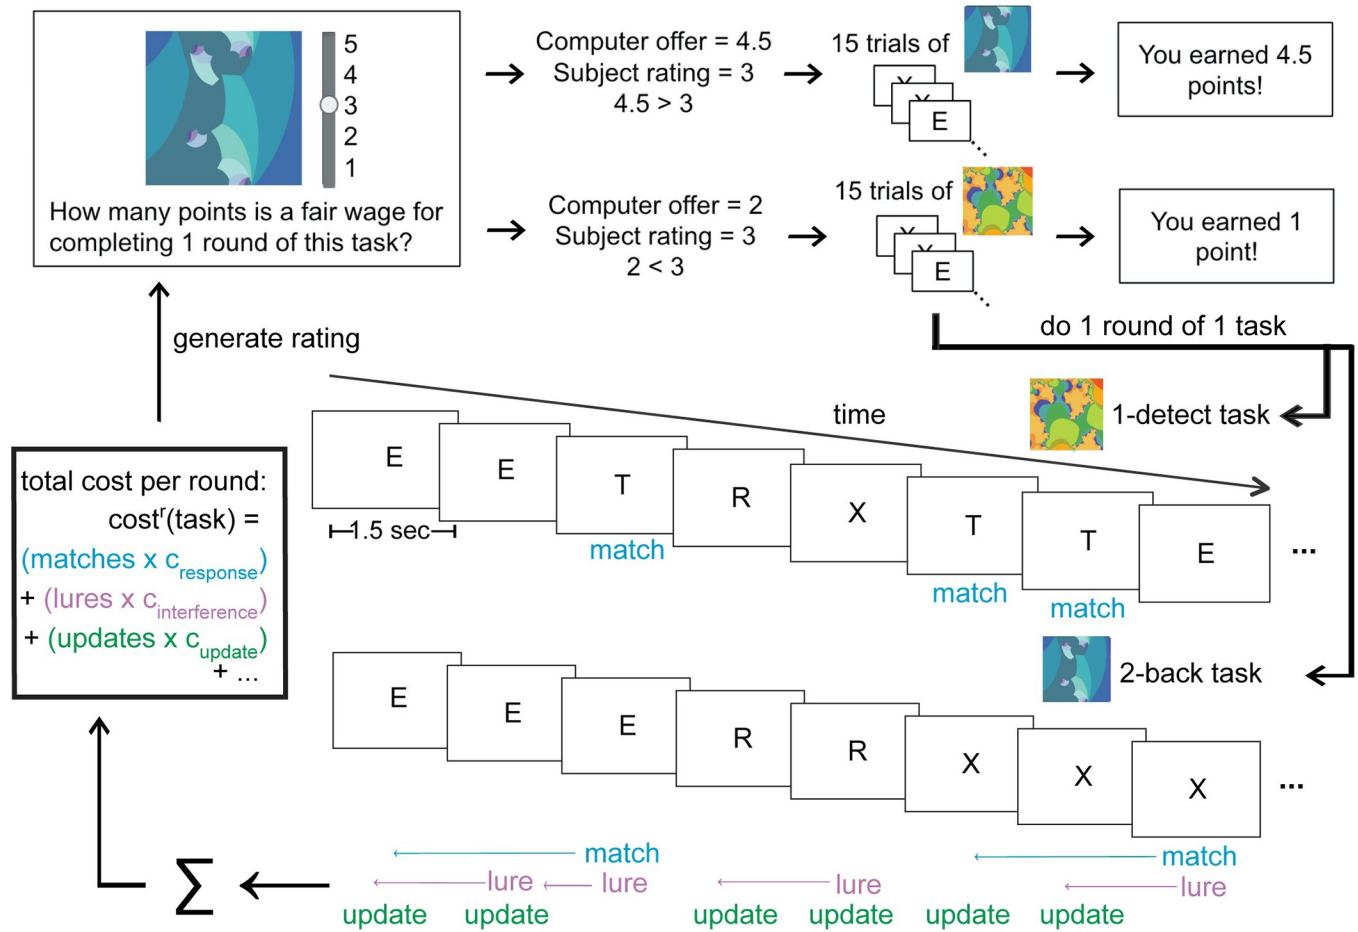 5
4
3
2
1
How many points is a fair wage for
completing 1 round of this task?
Computer offer = 4.5
Subject rating = 3
4.5 > 3
15 trials of
E
You earned 4.5
points!
Computer offer = 2
Subject rating = 3
2 < 3
15 trials of
E
You earned 1
point!
generate rating
do 1 round of 1 task
time
1-detect task
E
E
T
R
X
T
T
E
...
1.5 sec
match
match
match
total cost per round:
costʳ(task) =
(matches x c_response)
+ (lures x c_interference)
+ (updates x c_update)
+ ...
2-back task
E
E
E
R
R
X
X
X
...
match
match
lure
lure
lure
lure
update
update
update
update
update
update
Σ